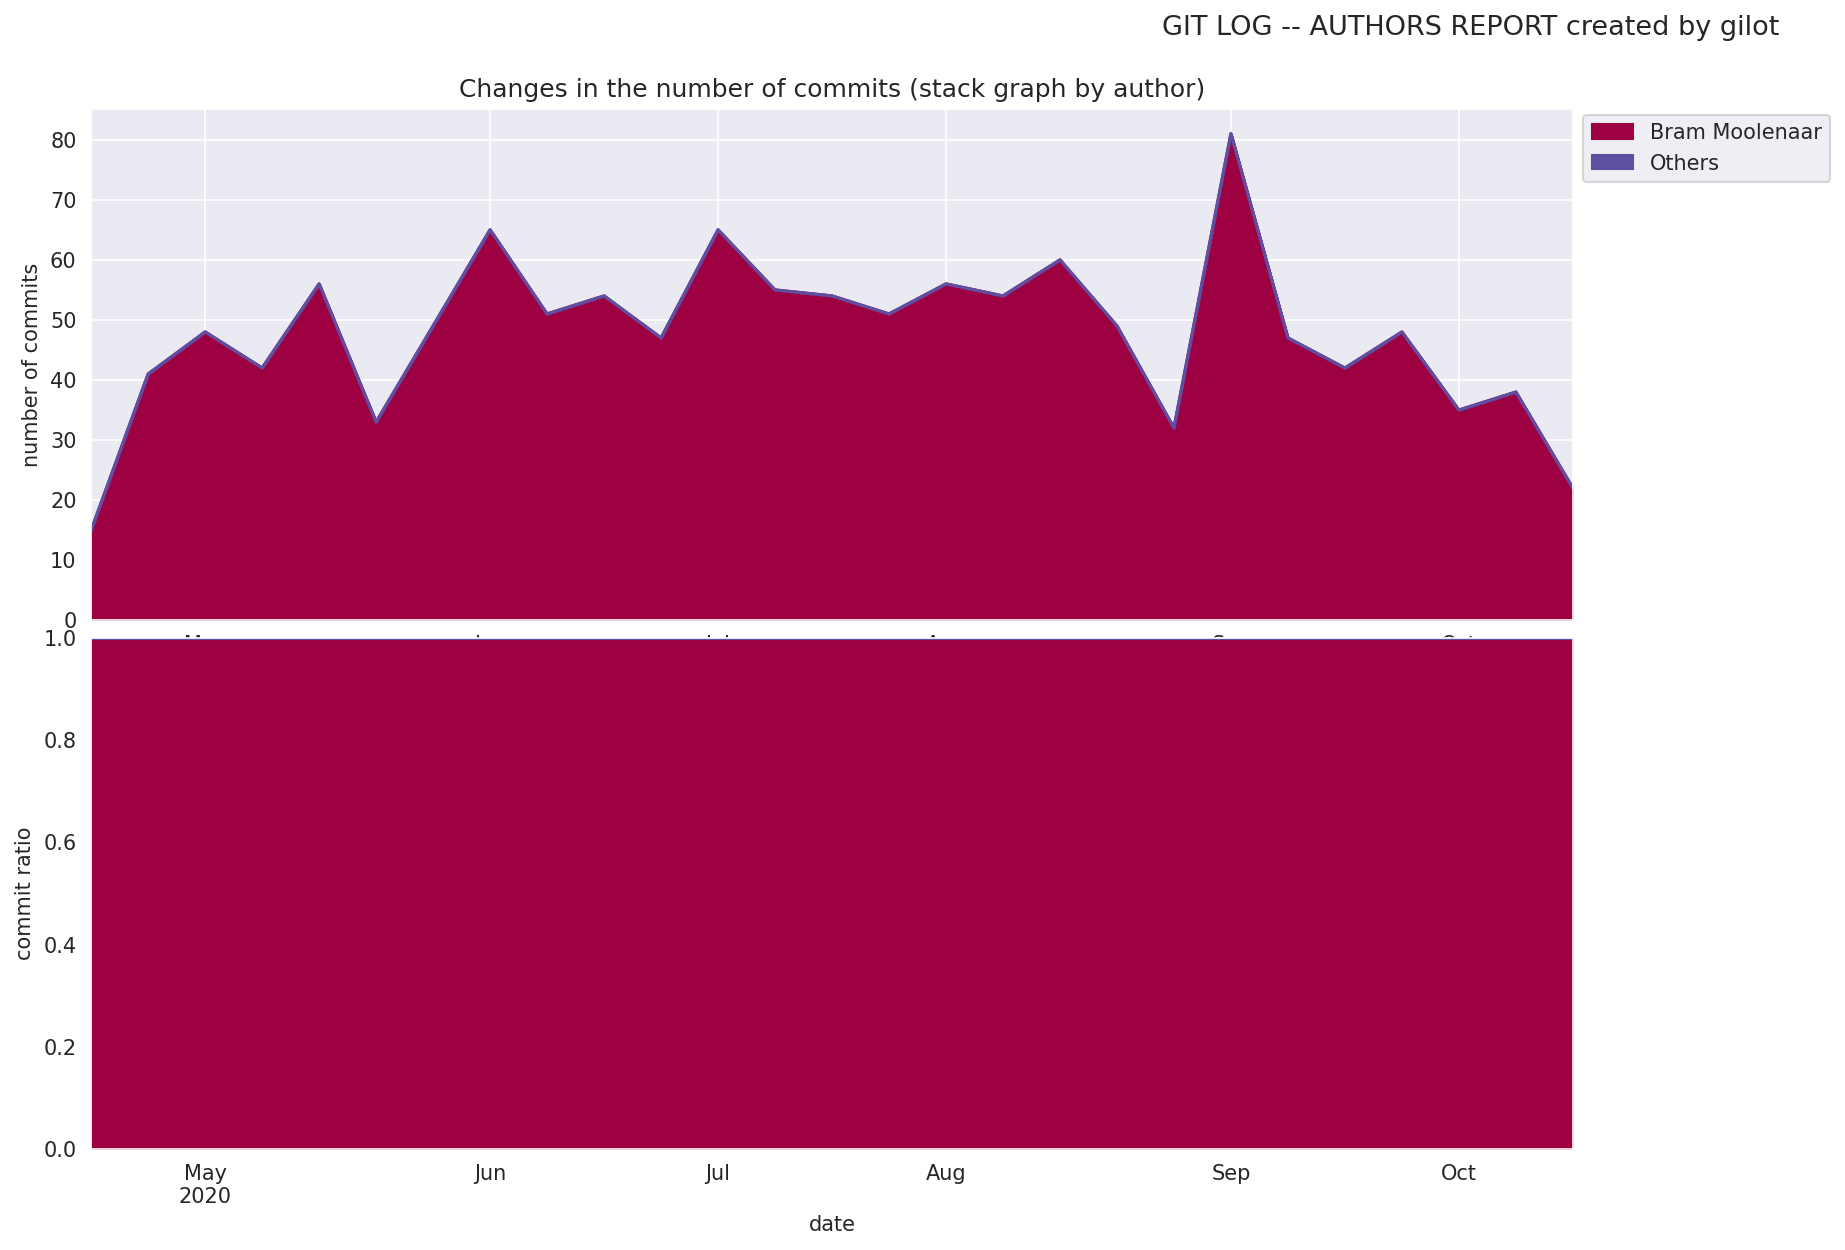 GIT LOG -- AUTHORS REPORT created by gilot
Changes in the number of commits (stack graph by author)
Bram Moolenaar
Others
number of commits
80
70
60
50
40
30
20
10
0
commit ratio
1.0
0.8
0.6
0.4
0.2
0.0
May Jun Jul Aug Sep Oct
2020
date